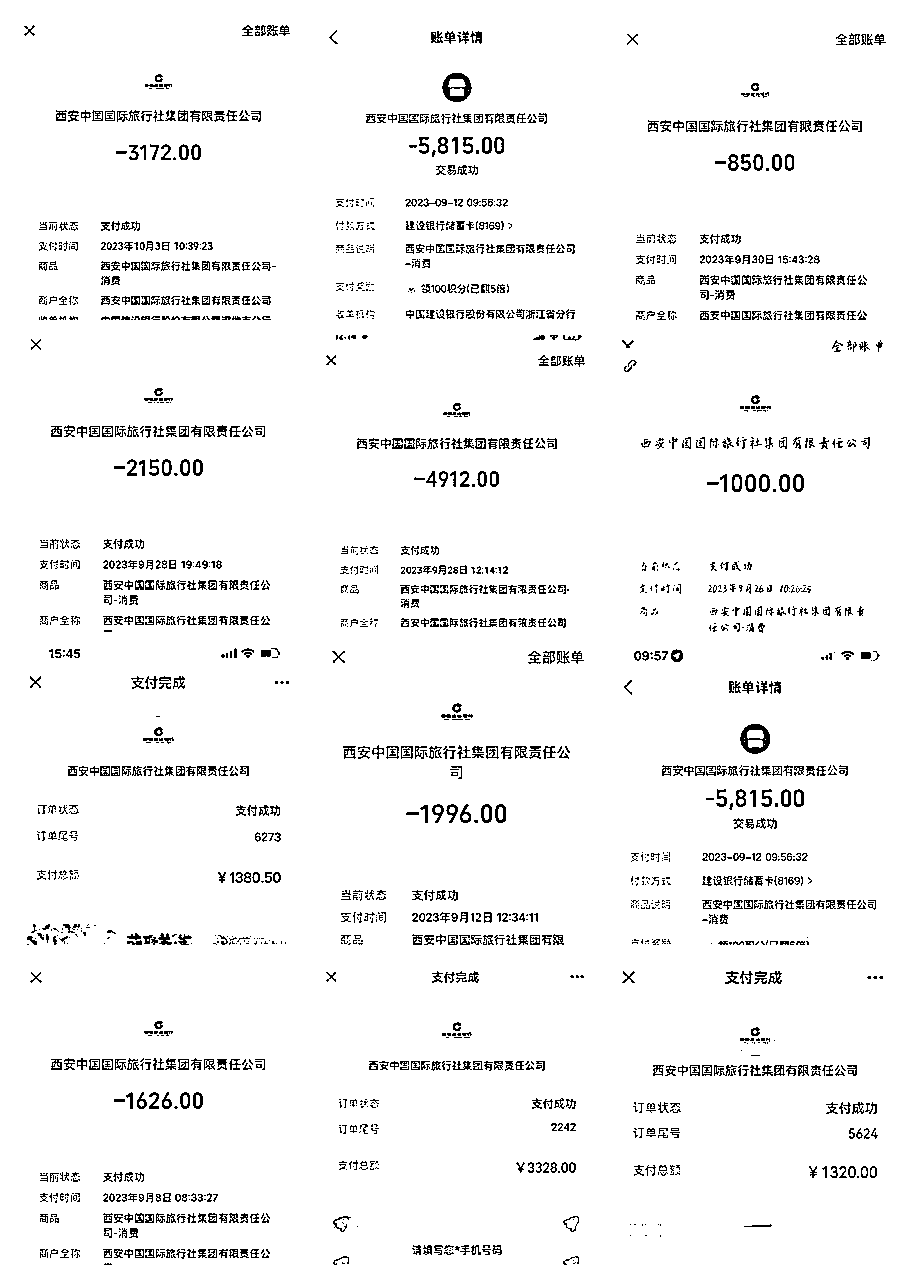 全部账单
西安中国国际旅行社集团有限责任公司
-3172.00
当前状态 支付成功
支付时间 2023年10月3日 10:39:23
商品 西安中国国际旅行社集团有限责任公司-
消费
商户全称 西安中国国际旅行社集团有限责任公司
账单详情
西安中国国际旅行社集团有限责任公司
-5,815.00
交易成功
支付时间 2023-09-12 09:56:32
付款方式 建设银行储蓄卡(8169) >
商品说明 西安中国国际旅行社集团有限责任公司
-消费
支付奖励 领100积分(已翻5倍)
收单机构 中国建设银行股份有限公司浙江省分行
全部账单
西安中国国际旅行社集团有限责任公司
-850.00
当前状态 支付成功
支付时间 2023年9月30日 15:43:28
商品 西安中国国际旅行社集团有限责任公
司-消费
商户全称 西安中国国际旅行社集团有限责任公
西安中国国际旅行社集团有限责任公司
-2150.00
当前状态 支付成功
支付时间 2023年9月28日 19:49:18
商品 西安中国国际旅行社集团有限责任公
司-消费
商户全称 西安中国国际旅行社集团有限责任公
全部账单
西安中国国际旅行社集团有限责任公司
-4912.00
当前状态 支付成功
支付时间 2023年9月28日 12:14:12
商品 西安中国国际旅行社集团有限责任公司-
消费
商户全称 西安中国国际旅行社集团有限责任公司
全部账单
西安中国国际旅行社集团有限责任公司
-1000.00
当前状态 支付成功
支付时间 2023年9月26日 10:26:25
商品 西安中国国际旅行社集团有限责
任公司-消费
15:45
支付完成
西安中国国际旅行社集团有限责任公司
订单状态 支付成功
订单尾号 6273
支付总额 ¥1380.50
全部账单
西安中国国际旅行社集团有限责任公
司
-1996.00
当前状态 支付成功
支付时间 2023年9月12日 12:34:11
商品 西安中国国际旅行社集团有限
09:57
账单详情
西安中国国际旅行社集团有限责任公司
-5,815.00
交易成功
支付时间 2023-09-12 09:56:32
付款方式 建设银行储蓄卡(8169) >
商品说明 西安中国国际旅行社集团有限责任公司
-消费
西安中国国际旅行社集团有限责任公司
-1626.00
当前状态 支付成功
支付时间 2023年9月8日 08:33:27
商品 西安中国国际旅行社集团有限责任公
司-消费
商户全称 西安中国国际旅行社集团有限责任公
支付完成
西安中国国际旅行社集团有限责任公司
订单状态 支付成功
订单尾号 2242
支付总额 ¥3328.00
请填写您*手机号码
支付完成
西安中国国际旅行社集团有限责任公司
订单状态 支付成功
订单尾号 5624
支付总额 ¥1320.00